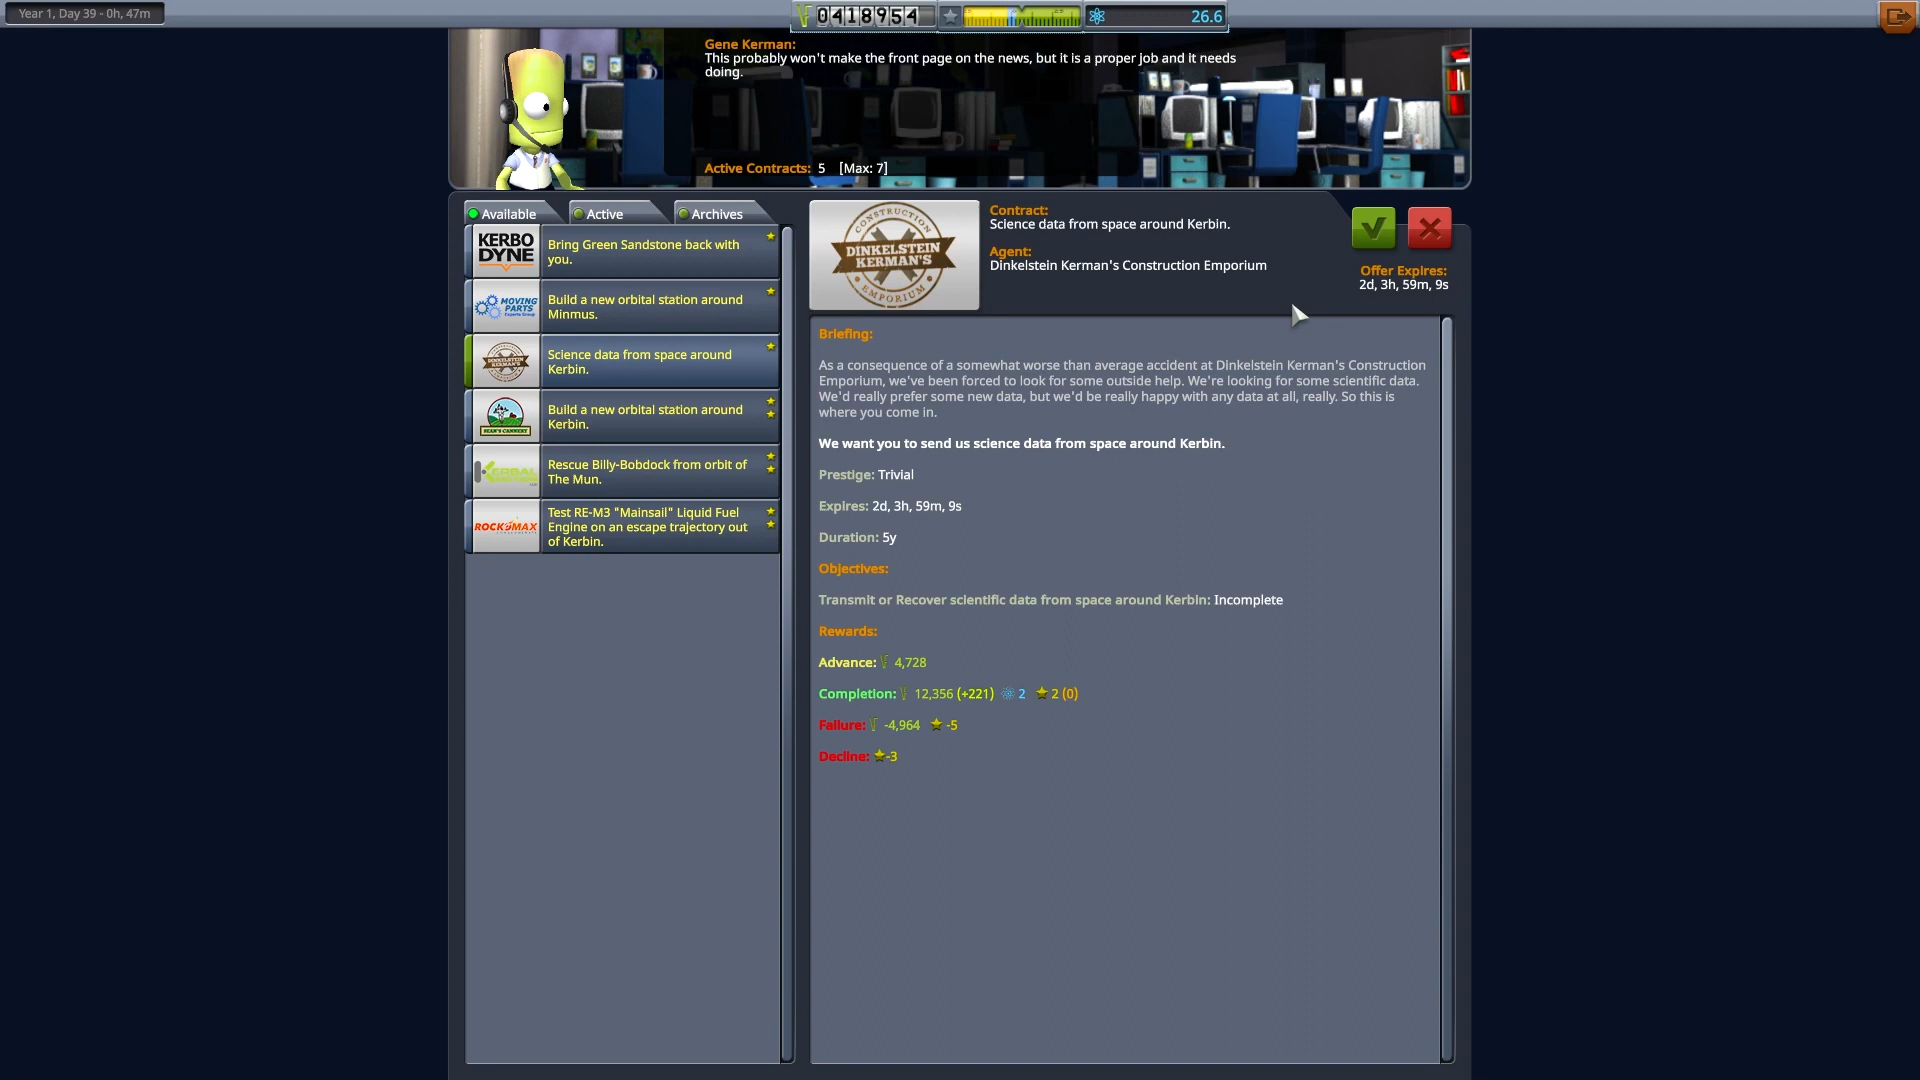 Year 1, Day 39 - 0h, 47m
0418954
26.6
Gene Kerman:
This probably won't make the front page on the news, but it is a proper job and it needs
doing.
Active Contracts: 5 [Max: 7]
Available
Active
Archives
KERBO
DYNE
Bring Green Sandstone back with
you.
MOVING
PARTS
Experts Group
Build a new orbital station around
Minmus.
Science data from space around
Kerbin.
Build a new orbital station around
Kerbin.
Rescue Billy-Bobdock from orbit of
The Mun.
ROCKOMAX
Test RE-M3 "Mainsail" Liquid Fuel
Engine on an escape trajectory out
of Kerbin.
CONSTRUCTION
DINKELSTEIN
KERMAN'S
EMPORIUM
Contract:
Science data from space around Kerbin.
Agent:
Dinkelstein Kerman's Construction Emporium
Offer Expires:
2d, 3h, 59m, 9s
Briefing:
As a consequence of a somewhat worse than average accident at Dinkelstein Kerman's Construction
Emporium, we've been forced to look for some outside help. We're looking for some scientific data.
We'd really prefer some new data, but we'd be really happy with any data at all, really. So this is
where you come in.
We want you to send us science data from space around Kerbin.
Prestige: Trivial
Expires: 2d, 3h, 59m, 9s
Duration: 5y
Objectives:
Transmit or Recover scientific data from space around Kerbin: Incomplete
Rewards:
Advance: 4,728
Completion: 12,356 (+221) 2 2 (0)
Failure: -4,964 -5
Decline: -3